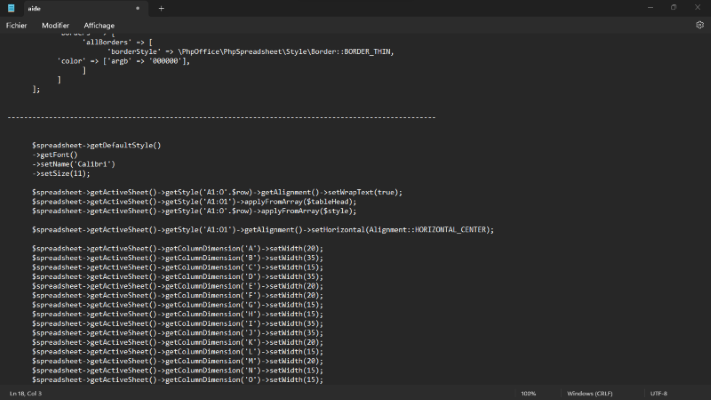 aide
Fichier Modifier Affichage
'borders' => [
'allBorders' => [
'borderStyle' => \PhpOffice\PhpSpreadsheet\Style\Border::BORDER_THIN,
'color' => ['argb' => '000000'],
]
]
];
------------------------------------------------------------------------------------------------------
$spreadsheet->getDefaultStyle()
->getFont()
->setName('Calibri')
->setSize(11);
$spreadsheet->getActiveSheet()->getStyle('A1:O'.$row)->getAlignment()->setWrapText(true);
$spreadsheet->getActiveSheet()->getStyle('A1:O1')->applyFromArray($tableHead);
$spreadsheet->getActiveSheet()->getStyle('A1:O'.$row)->applyFromArray($style);
$spreadsheet->getActiveSheet()->getStyle('A1:O1')->getAlignment()->setHorizontal(Alignment::HORIZONTAL_CENTER);
$spreadsheet->getActiveSheet()->getColumnDimension('A')->setWidth(20);
$spreadsheet->getActiveSheet()->getColumnDimension('B')->setWidth(35);
$spreadsheet->getActiveSheet()->getColumnDimension('C')->setWidth(15);
$spreadsheet->getActiveSheet()->getColumnDimension('D')->setWidth(35);
$spreadsheet->getActiveSheet()->getColumnDimension('E')->setWidth(20);
$spreadsheet->getActiveSheet()->getColumnDimension('F')->setWidth(20);
$spreadsheet->getActiveSheet()->getColumnDimension('G')->setWidth(15);
$spreadsheet->getActiveSheet()->getColumnDimension('H')->setWidth(15);
$spreadsheet->getActiveSheet()->getColumnDimension('I')->setWidth(35);
$spreadsheet->getActiveSheet()->getColumnDimension('J')->setWidth(35);
$spreadsheet->getActiveSheet()->getColumnDimension('K')->setWidth(20);
$spreadsheet->getActiveSheet()->getColumnDimension('L')->setWidth(15);
$spreadsheet->getActiveSheet()->getColumnDimension('M')->setWidth(20);
$spreadsheet->getActiveSheet()->getColumnDimension('N')->setWidth(15);
$spreadsheet->getActiveSheet()->getColumnDimension('O')->setWidth(15);
Ln 18, Col 3 100% Windows (CRLF) UTF-8